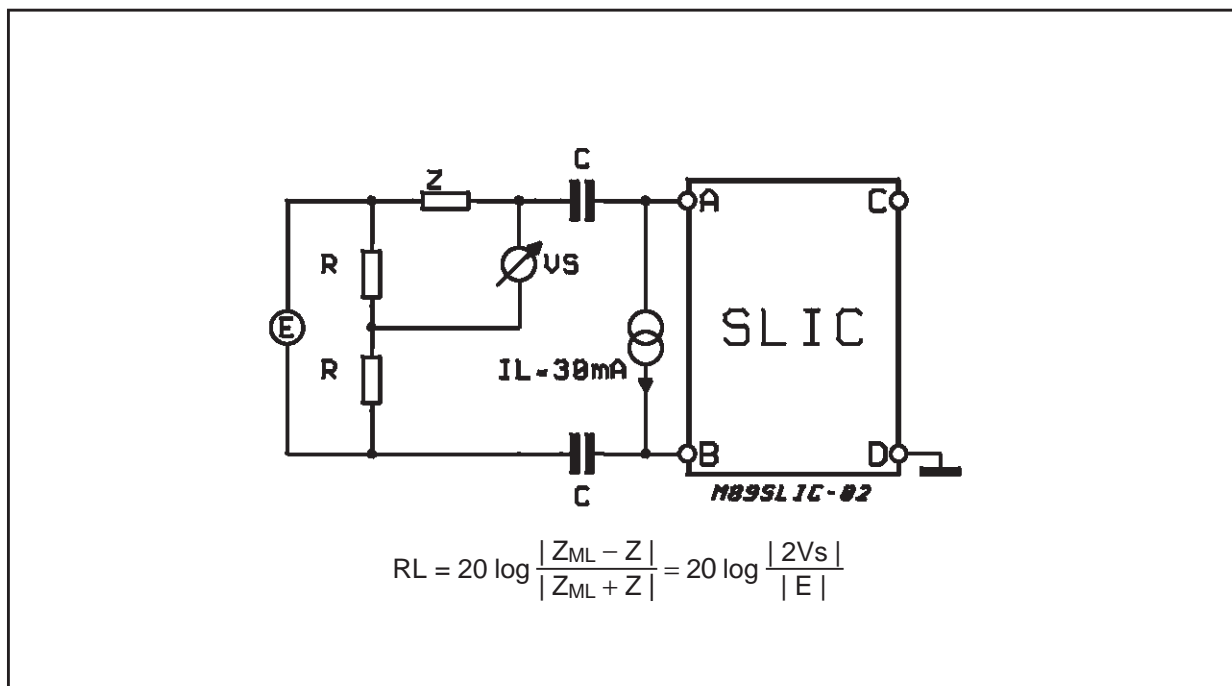 C
Z
A
C
R
VS
E
SLIC
R
IL=30mA
B
D
C
M89SLIC-02
RL = 20 log | ZML − Z | / | ZML + Z | = 20 log | 2Vs | / | E |